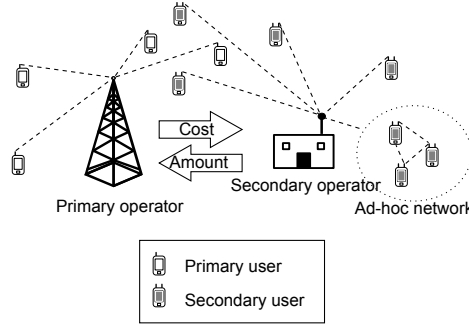 Cost
Amount
Primary operator
Secondary operator
Ad-hoc network
Primary user
Secondary user